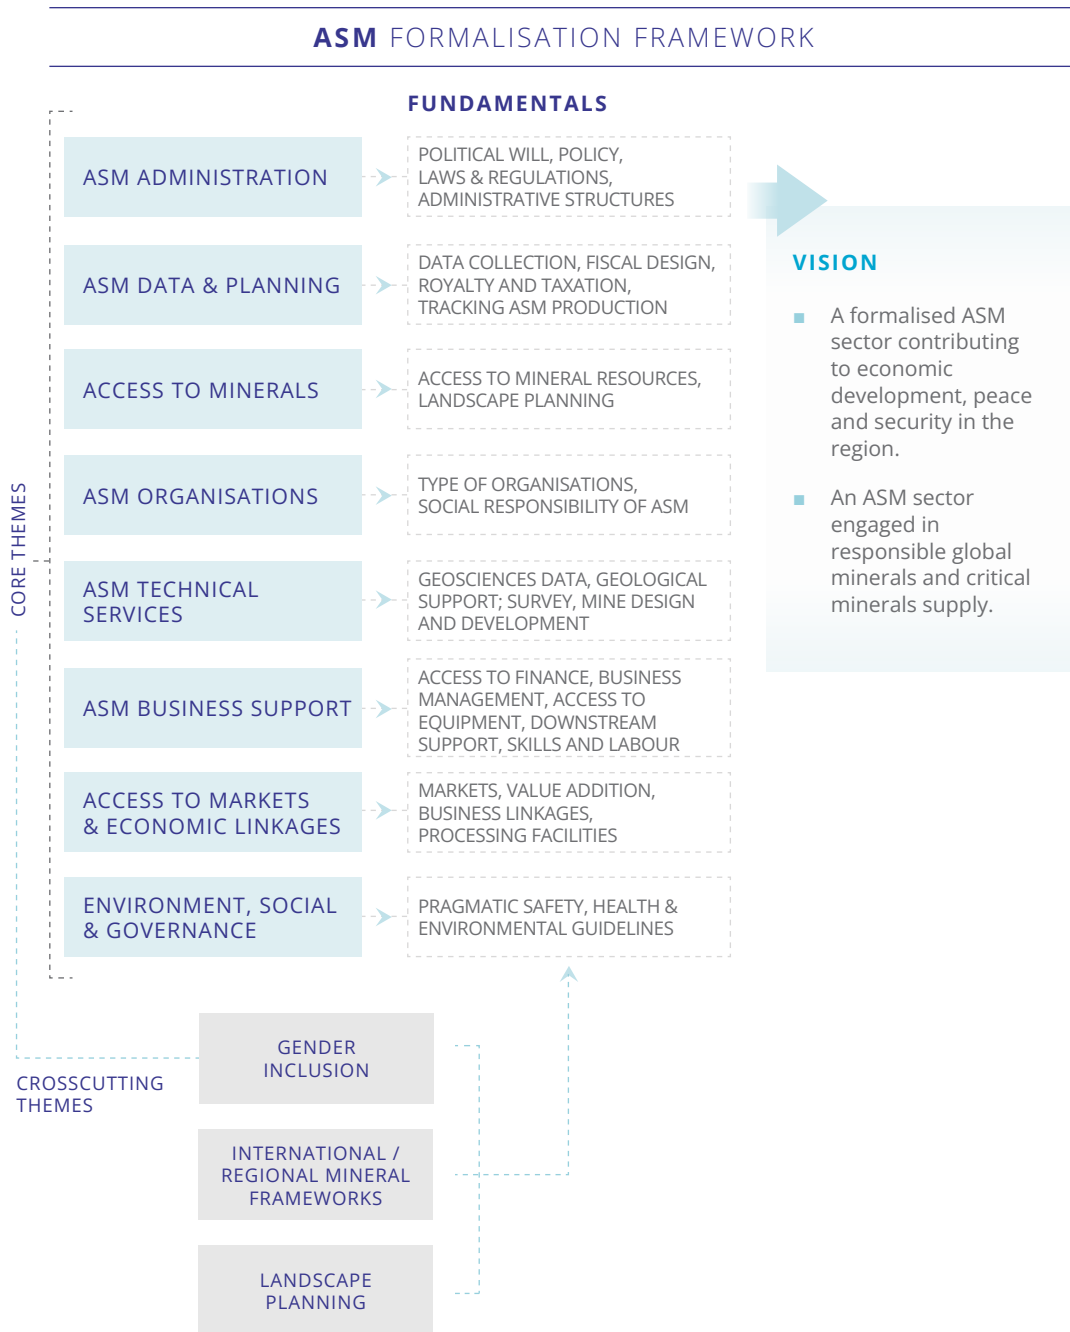 ASM FORMALISATION FRAMEWORK
FUNDAMENTALS
ASM ADMINISTRATION
POLITICAL WILL, POLICY,
LAWS & REGULATIONS,
ADMINISTRATIVE STRUCTURES
ASM DATA & PLANNING
DATA COLLECTION, FISCAL DESIGN,
ROYALTY AND TAXATION,
TRACKING ASM PRODUCTION
ACCESS TO MINERALS
ACCESS TO MINERAL RESOURCES,
LANDSCAPE PLANNING
ASM ORGANISATIONS
TYPE OF ORGANISATIONS,
SOCIAL RESPONSIBILITY OF ASM
ASM TECHNICAL
SERVICES
GEOSCIENCES DATA, GEOLOGICAL
SUPPORT; SURVEY, MINE DESIGN
AND DEVELOPMENT
ASM BUSINESS SUPPORT
ACCESS TO FINANCE, BUSINESS
MANAGEMENT, ACCESS TO
EQUIPMENT, DOWNSTREAM
SUPPORT, SKILLS AND LABOUR
ACCESS TO MARKETS
& ECONOMIC LINKAGES
MARKETS, VALUE ADDITION,
BUSINESS LINKAGES,
PROCESSING FACILITIES
ENVIRONMENT, SOCIAL
& GOVERNANCE
PRAGMATIC SAFETY, HEALTH &
ENVIRONMENTAL GUIDELINES
CORE THEMES
VISION
A formalised ASM
sector contributing
to economic
development, peace
and security in the
region.
An ASM sector
engaged in
responsible global
minerals and critical
minerals supply.
CROSSCUTTING
THEMES
GENDER
INCLUSION
INTERNATIONAL /
REGIONAL MINERAL
FRAMEWORKS
LANDSCAPE
PLANNING